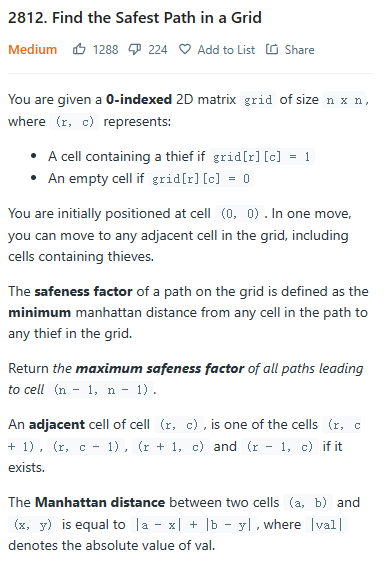 2812. Find the Safest Path in a Grid
Medium 1288 224 Add to List Share
You are given a 0-indexed 2D matrix grid of size n x n,
where (r, c) represents:
• A cell containing a thief if grid[r][c] = 1
• An empty cell if grid[r][c] = 0
You are initially positioned at cell (0, 0). In one move,
you can move to any adjacent cell in the grid, including
cells containing thieves.
The safeness factor of a path on the grid is defined as the
minimum manhattan distance from any cell in the path to
any thief in the grid.
Return the maximum safeness factor of all paths leading
to cell (n - 1, n - 1).
An adjacent cell of cell (r, c), is one of the cells (r, c
+ 1), (r, c - 1), (r + 1, c) and (r - 1, c) if it
exists.
The Manhattan distance between two cells (a, b) and
(x, y) is equal to |a - x| + |b - y|, where |val|
denotes the absolute value of val.